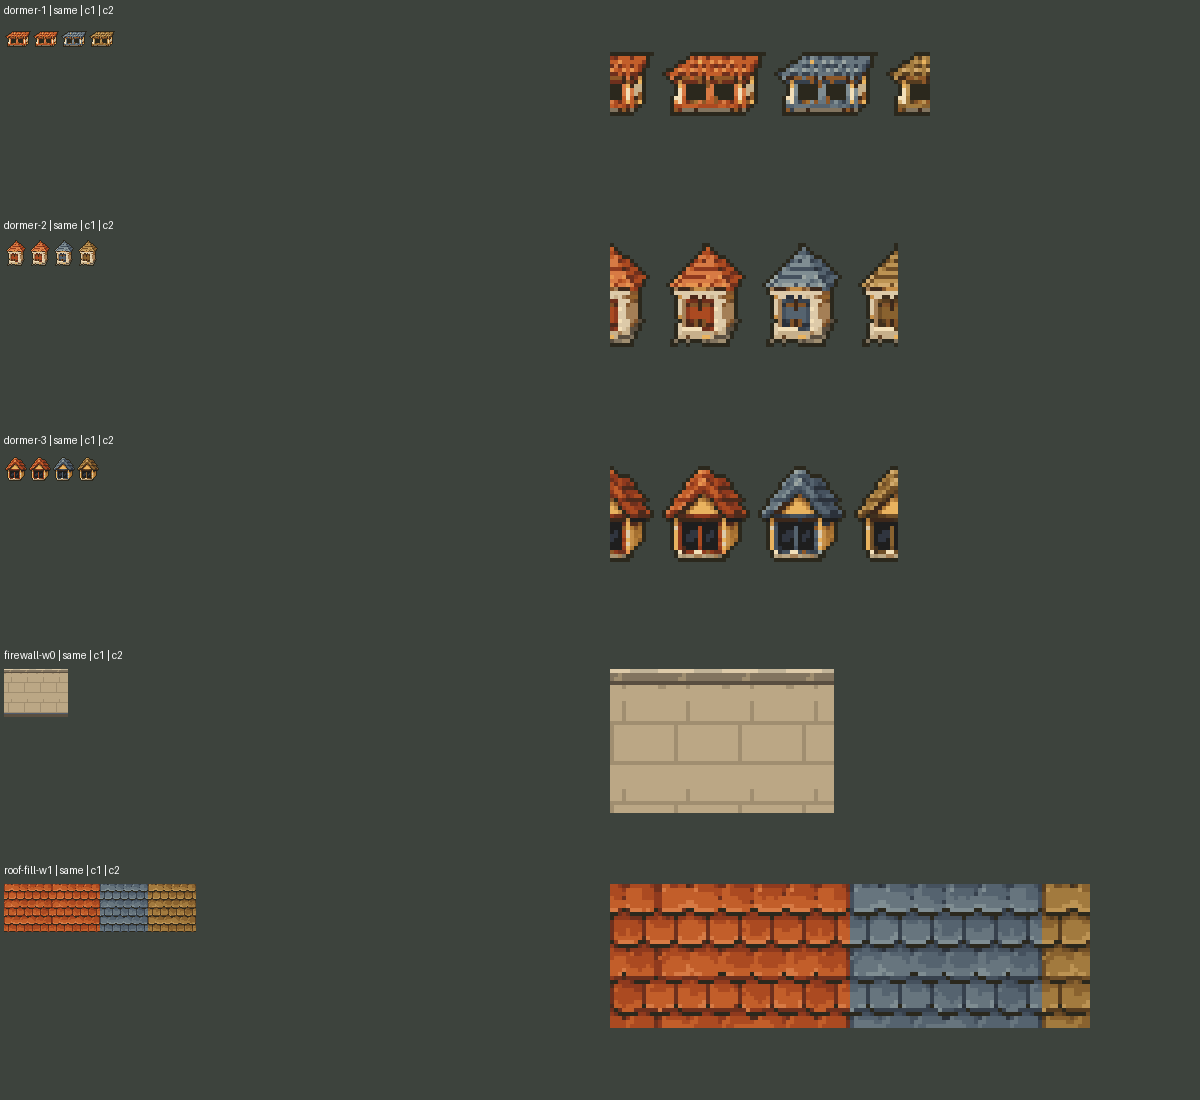 dormer-1 | same | c1 | c2
dormer-2 | same | c1 | c2
dormer-3 | same | c1 | c2
firewall-w0 | same | c1 | c2
roof-fill-w1 | same | c1 | c2